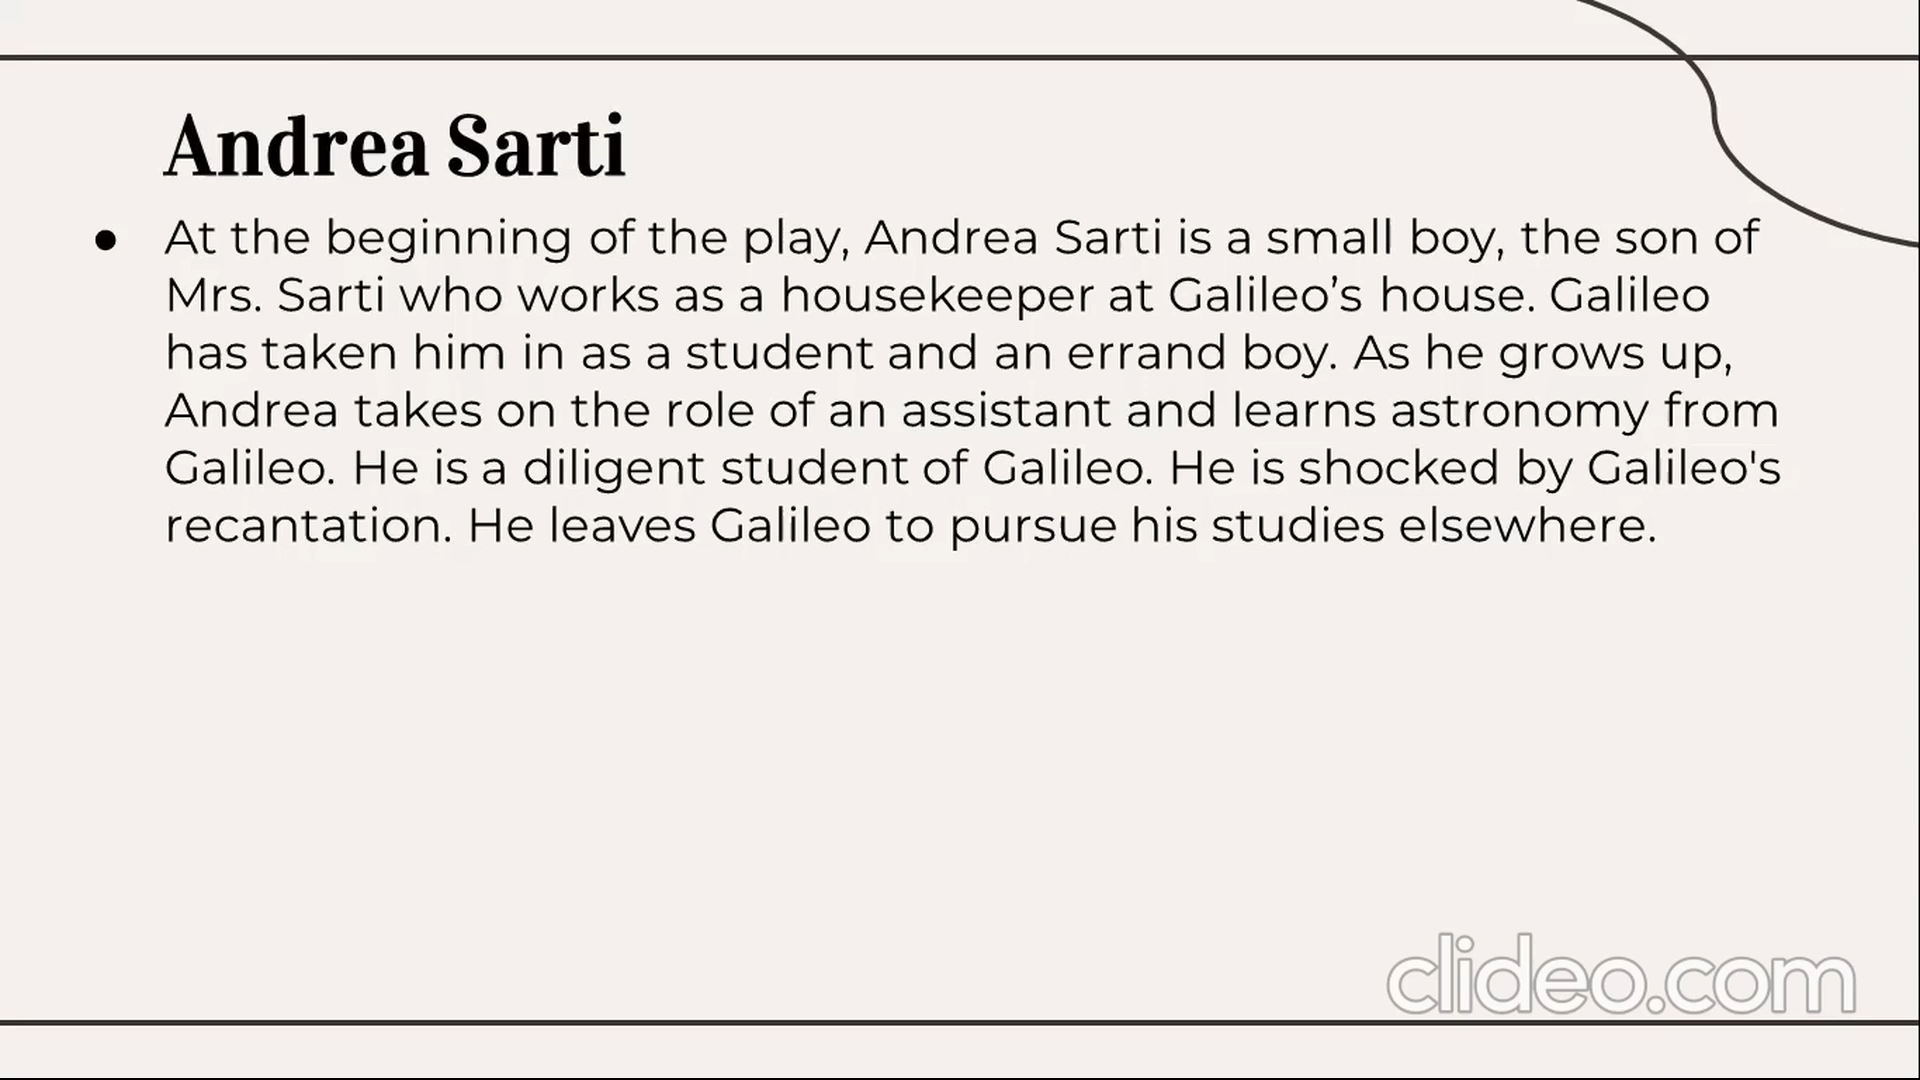 Andrea Sarti
● At the beginning of the play, Andrea Sarti is a small boy, the son of
Mrs. Sarti who works as a housekeeper at Galileo’s house. Galileo
has taken him in as a student and an errand boy. As he grows up,
Andrea takes on the role of an assistant and learns astronomy from
Galileo. He is a diligent student of Galileo. He is shocked by Galileo's
recantation. He leaves Galileo to pursue his studies elsewhere.
clideo.com